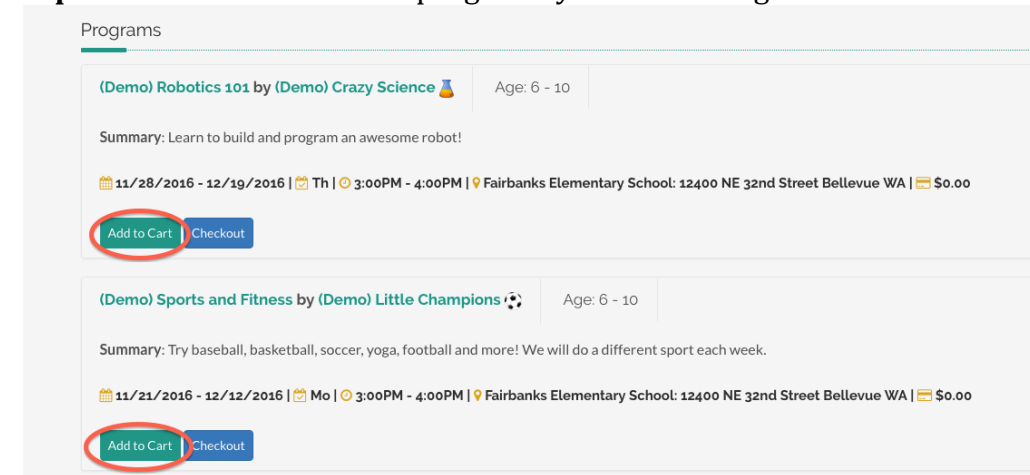 Programs
(Demo) Robotics 101 by (Demo) Crazy Science Age: 6 - 10
Summary: Learn to build and program an awesome robot!
11/28/2016 - 12/19/2016 | Th | 3:00PM - 4:00PM | Fairbanks Elementary School: 12400 NE 32nd Street Bellevue WA | $0.00
Add to Cart Checkout
(Demo) Sports and Fitness by (Demo) Little Champions Age: 6 - 10
Summary: Try baseball, basketball, soccer, yoga, football and more! We will do a different sport each week.
11/21/2016 - 12/12/2016 | Mo | 3:00PM - 4:00PM | Fairbanks Elementary School: 12400 NE 32nd Street Bellevue WA | $0.00
Add to Cart Checkout